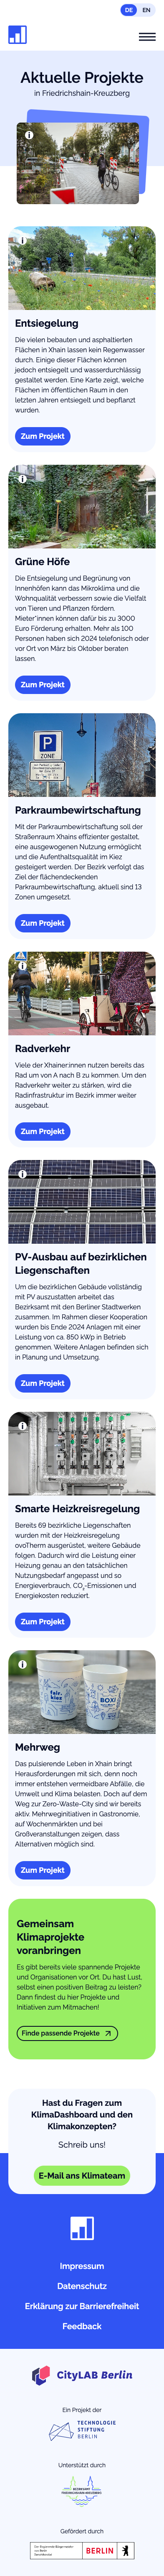 DE EN
Aktuelle Projekte
in Friedrichshain-Kreuzberg
Entsiegelung
Die vielen bebauten und asphaltierten
Flächen in Xhain lassen kein Regenwasser
durch. Einige dieser Flächen können
jedoch entsiegelt und wasserdurchlässig
gestaltet werden. Eine Karte zeigt, welche
Flächen im öffentlichen Raum in den
letzten Jahren entsiegelt und bepflanzt
wurden.
Zum Projekt
Grüne Höfe
Die Entsiegelung und Begrünung von
Innenhöfen kann das Mikroklima und die
Wohnqualität verbessern sowie die Vielfalt
von Tieren und Pflanzen fördern.
Mieter*innen können dafür bis zu 3000
Euro Förderung erhalten. Mehr als 100
Personen haben sich 2024 telefonisch oder
vor Ort von März bis Oktober beraten
lassen.
Zum Projekt
P
ZONE
Parkraumbewirtschaftung
Mit der Parkraumbewirtschaftung soll der
Straßenraum Xhains effizienter gestaltet,
eine ausgewogenen Nutzung ermöglicht
und die Aufenthaltsqualität im Kiez
gesteigert werden. Der Bezirk verfolgt das
Ziel der flächendeckenden
Parkraumbewirtschaftung, aktuell sind 13
Zonen umgesetzt.
Zum Projekt
Radverkehr
Viele der Xhainer:innen nutzen bereits das
Rad um von A nach B zu kommen. Um den
Radverkehr weiter zu stärken, wird die
Radinfrastruktur im Bezirk immer weiter
ausgebaut.
Zum Projekt
PV-Ausbau auf bezirklichen
Liegenschaften
Um die bezirklichen Gebäude vollständig
mit PV auszustatten arbeitet das
Bezirksamt mit den Berliner Stadtwerken
zusammen. Im Rahmen dieser Kooperation
wurden bis Ende 2024 Anlagen mit einer
Leistung von ca. 850 kWp in Betrieb
genommen. Weitere Anlagen befinden sich
in Planung und Umsetzung.
Zum Projekt
Smarte Heizkreisregelung
Bereits 69 bezirkliche Liegenschaften
wurden mit der Heizkreisregelung
ovoTherm ausgerüstet, weitere Gebäude
folgen. Dadurch wird die Leistung einer
Heizung genau an den tatsächlichen
Nutzungsbedarf angepasst und so
Energieverbrauch, CO₂-Emissionen und
Energiekosten reduziert.
Zum Projekt
fair.
kiez
BOXI
Mehrweg
Das pulsierende Leben in Xhain bringt
Herausforderungen mit sich, denn noch
immer entstehen vermeidbare Abfälle, die
Umwelt und Klima belasten. Doch auf dem
Weg zur Zero-Waste-City sind wir bereits
aktiv. Mehrweginitiativen in Gastronomie,
auf Wochenmärkten und bei
Großveranstaltungen zeigen, dass
Alternativen möglich sind.
Zum Projekt
Gemeinsam
Klimaprojekte
voranbringen
Es gibt bereits viele spannende Projekte
und Organisationen vor Ort. Du hast Lust,
selbst einen positiven Beitrag zu leisten?
Dann findest du hier Projekte und
Initiativen zum Mitmachen!
Finde passende Projekte
Hast du Fragen zum
KlimaDashboard und den
Klimakonzepten?
Schreib uns!
E-Mail ans Klimateam
Impressum
Datenschutz
Erklärung zur Barrierefreiheit
Feedback
CityLAB Berlin
Ein Projekt der
TECHNOLOGIE
STIFTUNG
BERLIN
Unterstützt durch
BEZIRKSAMT
FRIEDRICHSHAIN-KREUZBERG
Gefördert durch
BERLIN